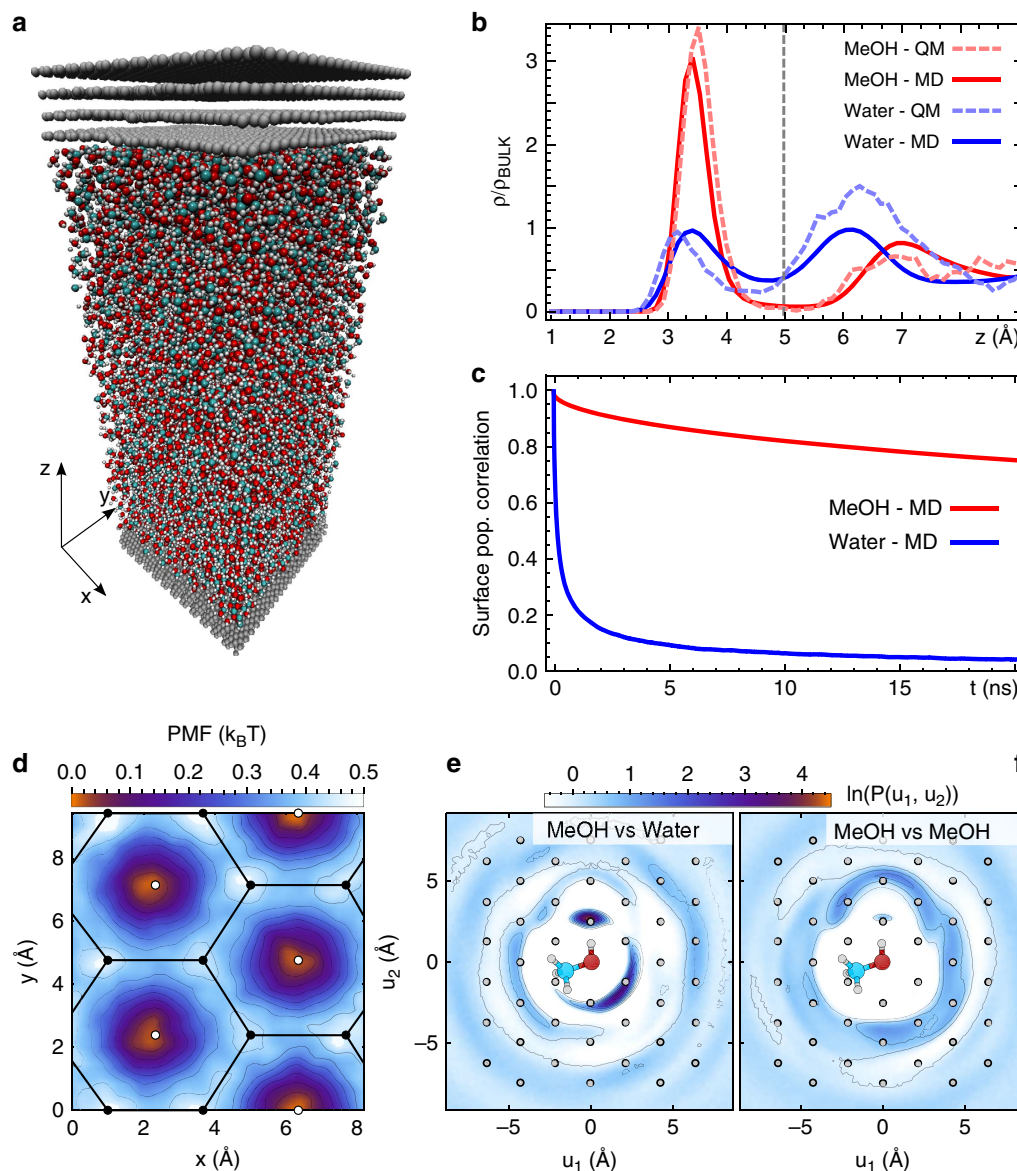 a
z
y
x
b
MeOH - QM
MeOH - MD
Water - QM
Water - MD
ρ/ρBULK
3
2
1
0
1 2 3 4 5 6 7 z (Å)
c
1.0
0.8
0.6
0.4
0.2
0.0
Surface pop. correlation
MeOH - MD
Water - MD
0 5 10 15 t (ns)
PMF (kBT)
d
0.0 0.1 0.2 0.3 0.4 0.5
8
6
4
2
0
y (Å)
0 2 4 6 8
x (Å)
e
f
0 1 2 3 4
ln(P(u1, u2))
MeOH vs Water
MeOH vs MeOH
5
0
−5
u2 (Å)
−5 0 5
u1 (Å)
−5 0 5
u1 (Å)